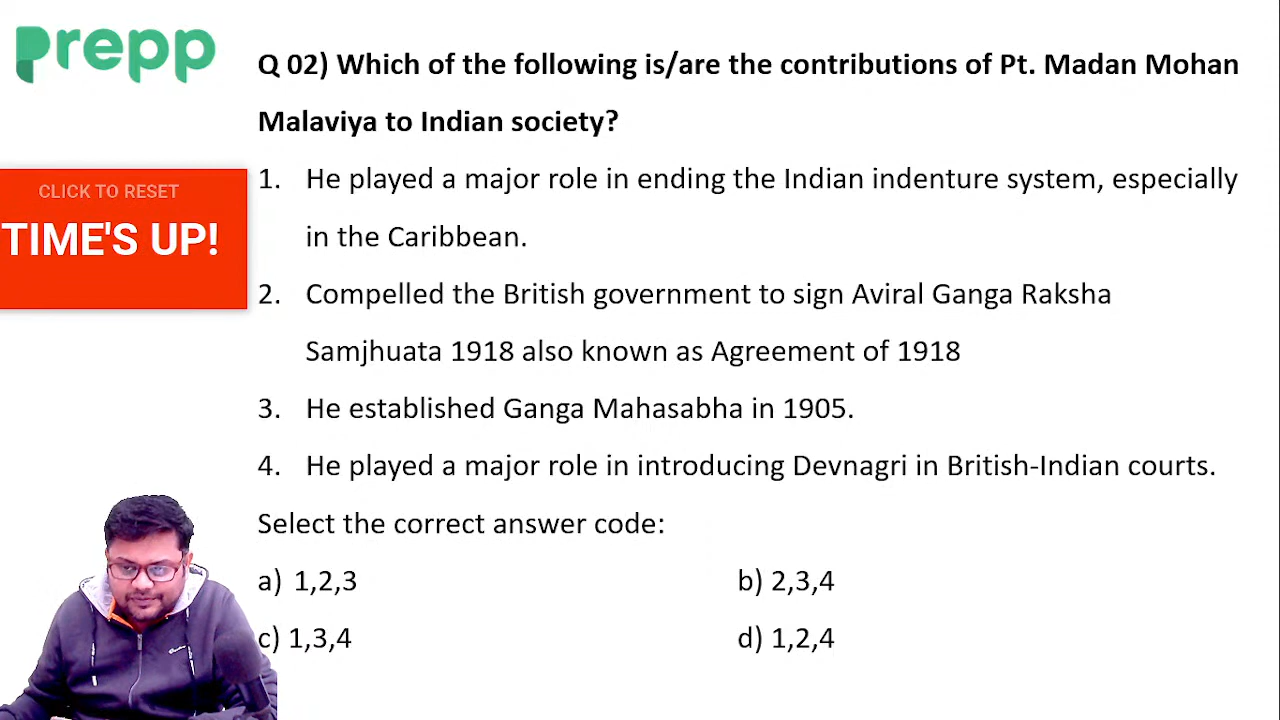 prepp
Q 02) Which of the following is/are the contributions of Pt. Madan Mohan
Malaviya to Indian society?
CLICK TO RESET
TIME'S UP!
1. He played a major role in ending the Indian indenture system, especially
in the Caribbean.
2. Compelled the British government to sign Aviral Ganga Raksha
Samjhuata 1918 also known as Agreement of 1918
3. He established Ganga Mahasabha in 1905.
4. He played a major role in introducing Devnagri in British-Indian courts.
Select the correct answer code:
a) 1,2,3 b) 2,3,4
c) 1,3,4 d) 1,2,4